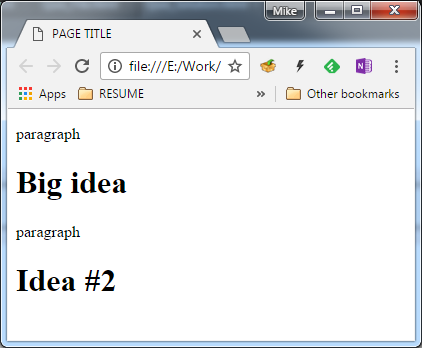 Mike
PAGE TITLE
file:///E:/Work/
Apps RESUME » Other bookmarks
paragraph
Big idea
paragraph
Idea #2